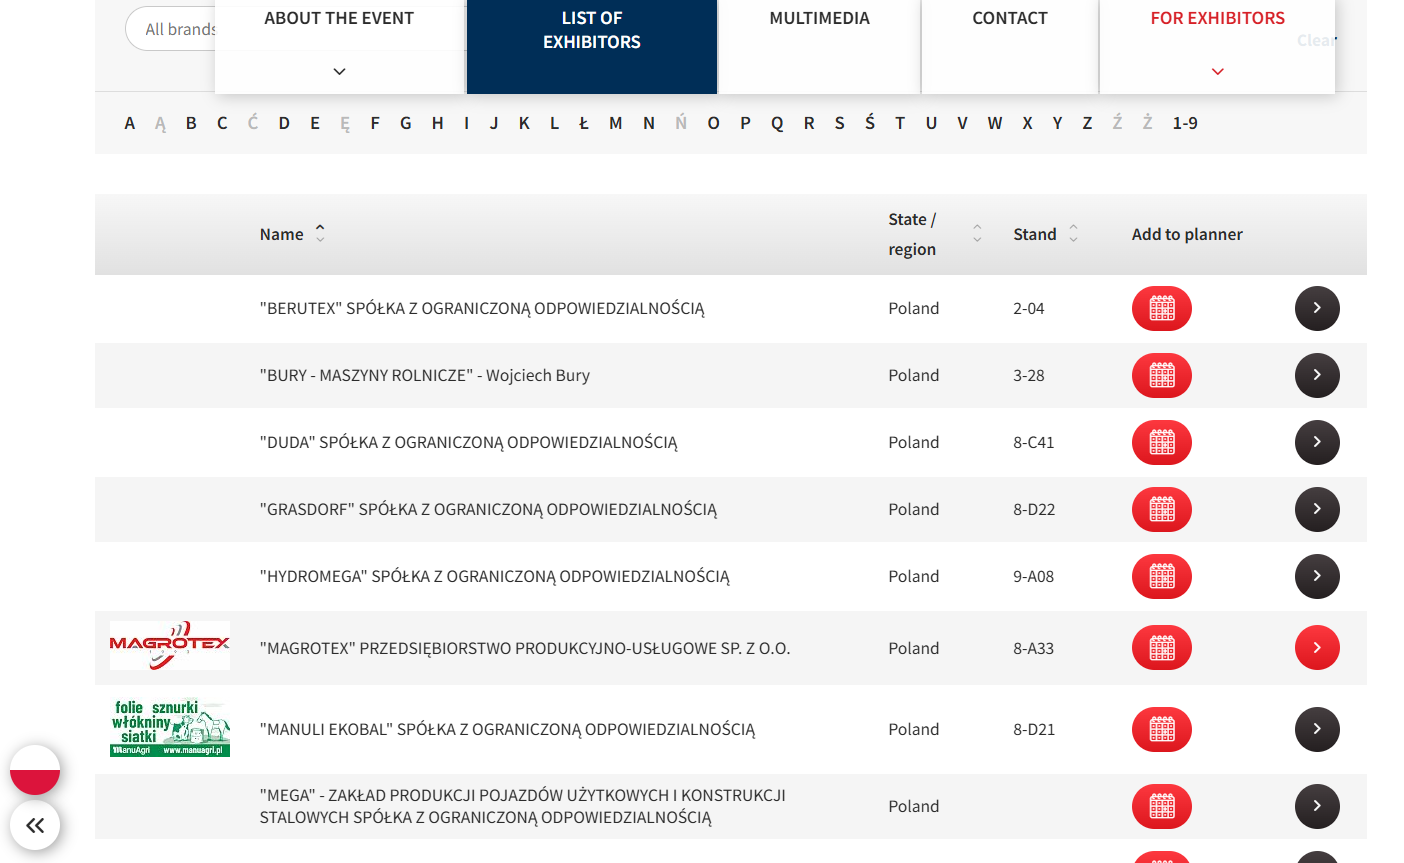 All brands
ABOUT THE EVENT
LIST OF
EXHIBITORS
MULTIMEDIA
CONTACT
FOR EXHIBITORS
Clear
A Ą B C Ć D E Ę F G H I J K L Ł M N Ń O P Q R S Ś T U V W X Y Z Ź Ż 1-9
Name
State /
region
Stand
Add to planner
"BERUTEX" SPÓŁKA Z OGRANICZONĄ ODPOWIEDZIALNOŚCIĄ Poland 2-04
"BURY - MASZYNY ROLNICZE" - Wojciech Bury Poland 3-28
"DUDA" SPÓŁKA Z OGRANICZONĄ ODPOWIEDZIALNOŚCIĄ Poland 8-C41
"GRASDORF" SPÓŁKA Z OGRANICZONĄ ODPOWIEDZIALNOŚCIĄ Poland 8-D22
"HYDROMEGA" SPÓŁKA Z OGRANICZONĄ ODPOWIEDZIALNOŚCIĄ Poland 9-A08
MAGROTEX
"MAGROTEX" PRZEDSIĘBIORSTWO PRODUKCYJNO-USŁUGOWE SP. Z O.O. Poland 8-A33
folie sznurki
włókniny
siatki
ManuAgri www.manuagri.pl
"MANULI EKOBAL" SPÓŁKA Z OGRANICZONĄ ODPOWIEDZIALNOŚCIĄ Poland 8-D21
"MEGA" - ZAKŁAD PRODUKCJI POJAZDÓW UŻYTKOWYCH I KONSTRUKCJI
STALOWYCH SPÓŁKA Z OGRANICZONĄ ODPOWIEDZIALNOŚCIĄ
Poland